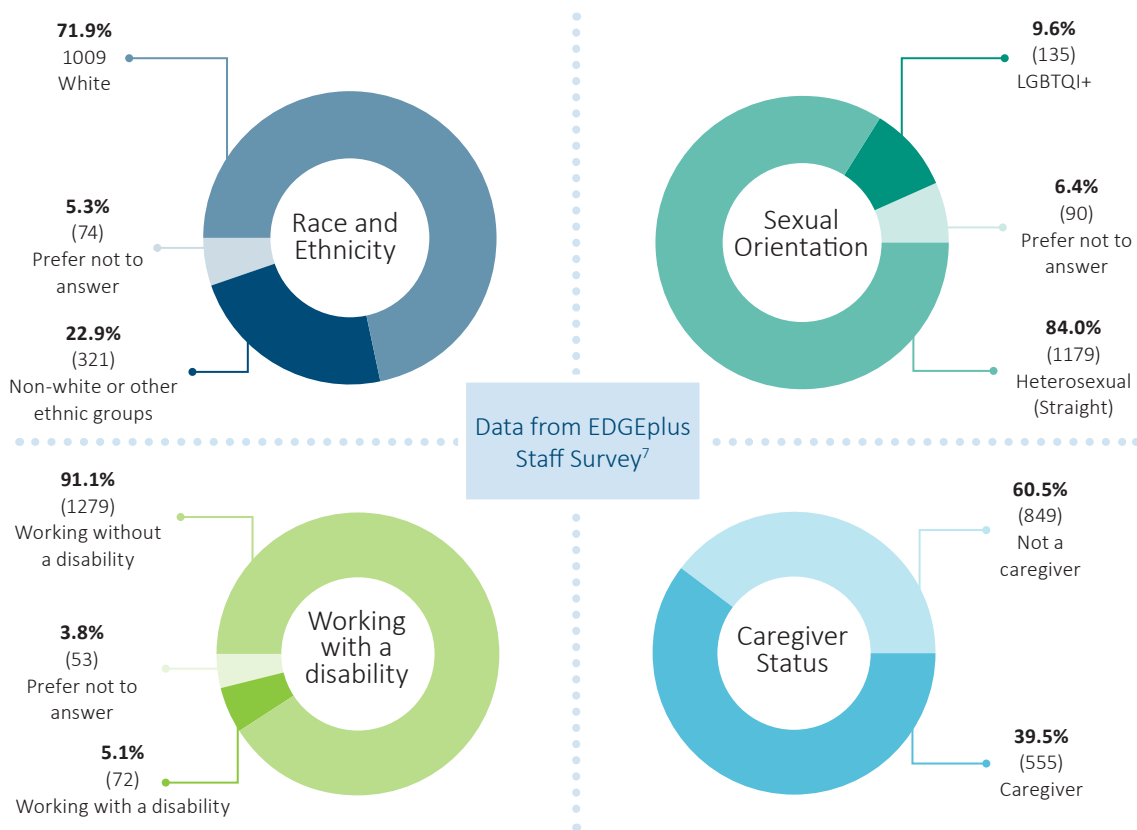 71.9%
1009
White
5.3%
(74)
Prefer not to
answer
22.9%
(321)
Non-white or other
ethnic groups
Race and
Ethnicity
9.6%
(135)
LGBTQI+
6.4%
(90)
Prefer not to
answer
84.0%
(1179)
Heterosexual
(Straight)
Sexual
Orientation
Data from EDGEplus
Staff Survey7
91.1%
(1279)
Working without
a disability
3.8%
(53)
Prefer not to
answer
5.1%
(72)
Working with a disability
Working
with a
disability
60.5%
(849)
Not a
caregiver
39.5%
(555)
Caregiver
Caregiver
Status